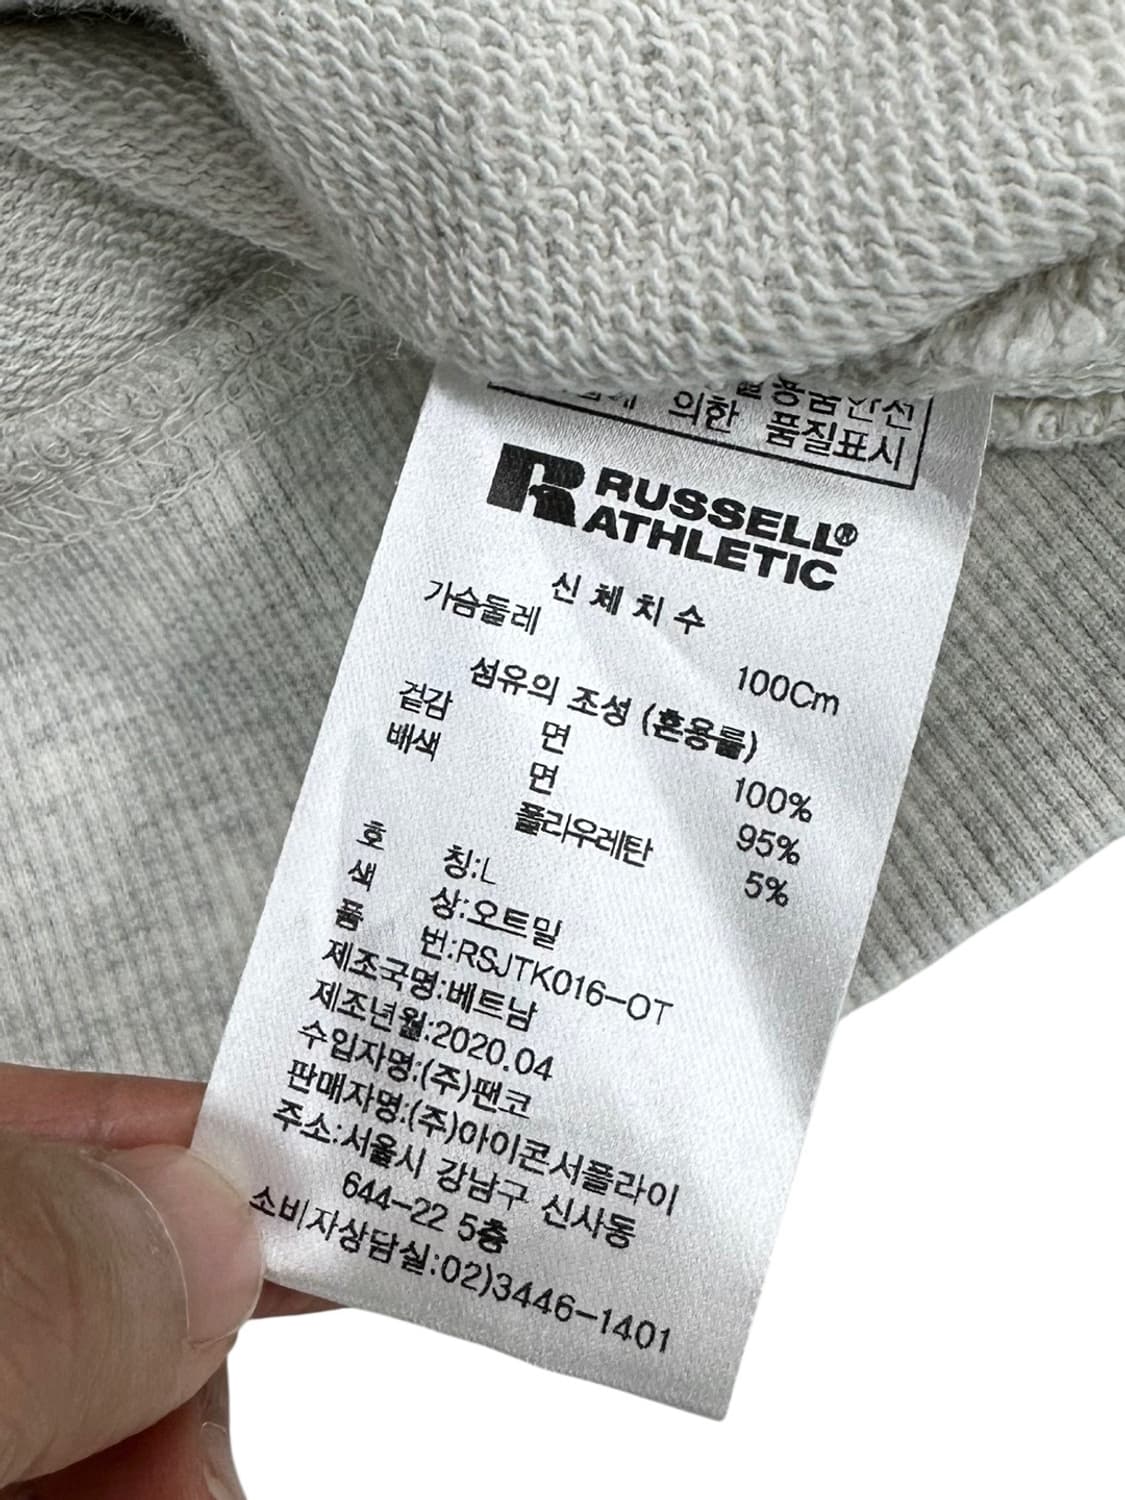 용품안전
의한 품질표시
RUSSELL®
ATHLETIC
신 체 치 수
가슴둘레 100Cm
섬유의 조성 (혼용률)
겉감 면 100%
배색 면 95%
폴리우레탄 5%
호 칭:L
색 상:오트밀
품 번:RSJTK016-OT
제조국명:베트남
제조년월:2020.04
수입자명:(주)팬코
판매자명:(주)아이콘서플라이
주소:서울시 강남구 신사동
644-22 5층
소비자상담실:02)3446-1401